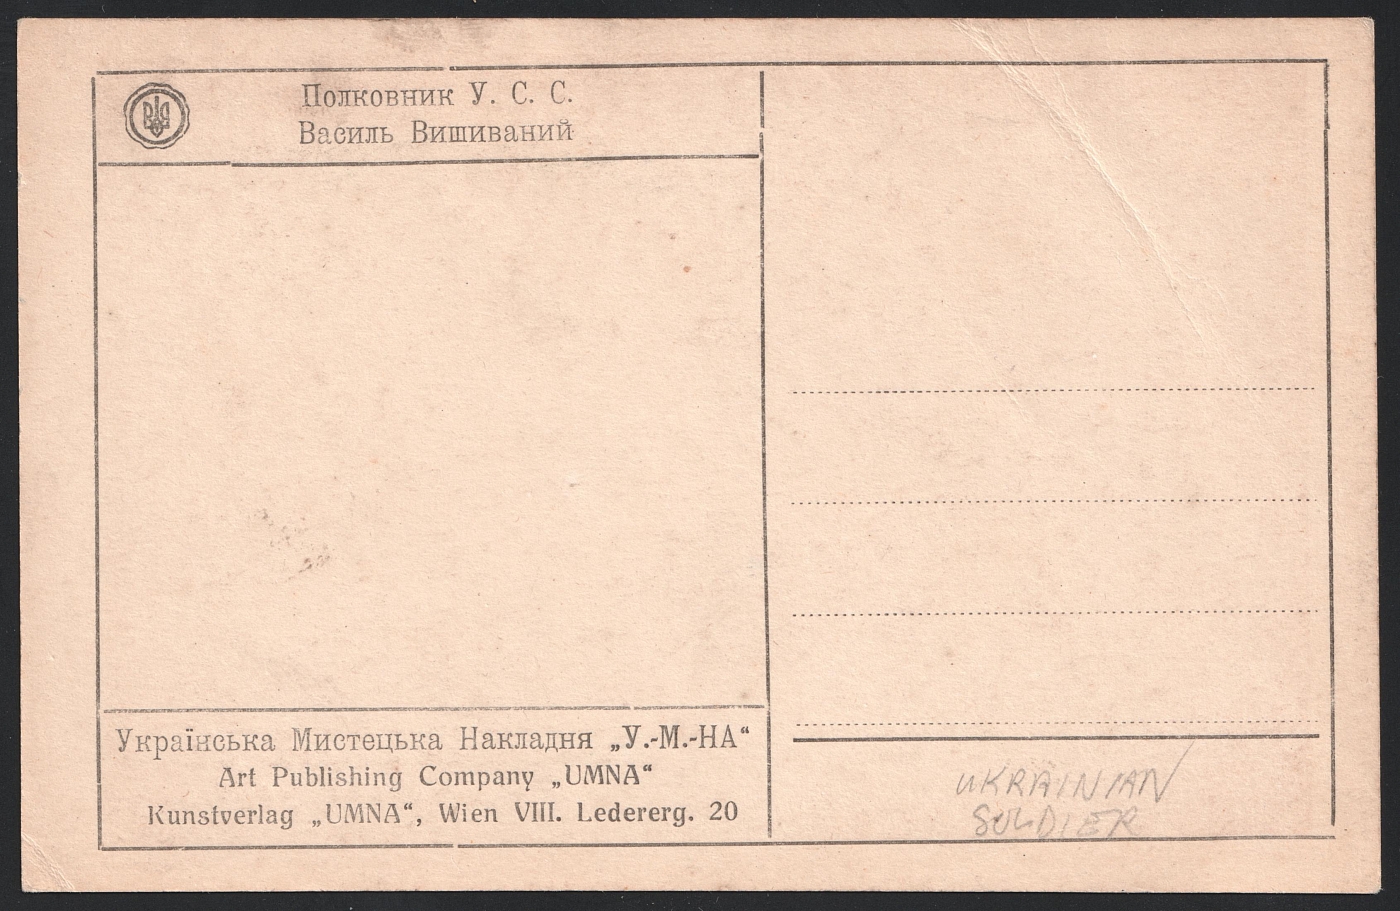 Полковник У. С. С.
Василь Вишиваний
Українська Мистецька Накладня „У.-М.-НА“
Art Publishing Company „UMNA“
Kunstverlag „UMNA“, Wien VIII. Ledererg. 20
UKRAINIAN
SOLDIER